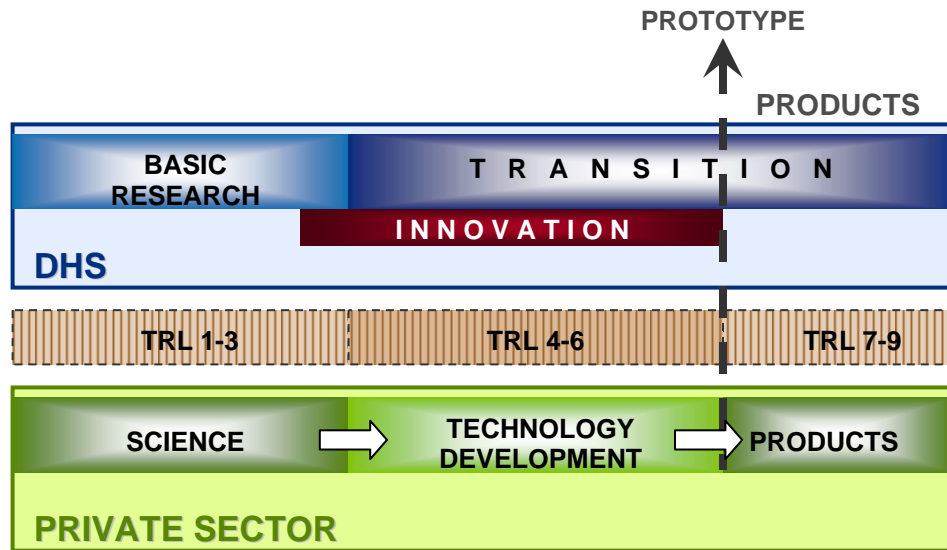 PROTOTYPE
PRODUCTS
BASIC
RESEARCH
T R A N S I T I O N
I N N O V A T I O N
DHS
TRL 1-3
TRL 4-6
TRL 7-9
SCIENCE
TECHNOLOGY
DEVELOPMENT
PRODUCTS
PRIVATE SECTOR